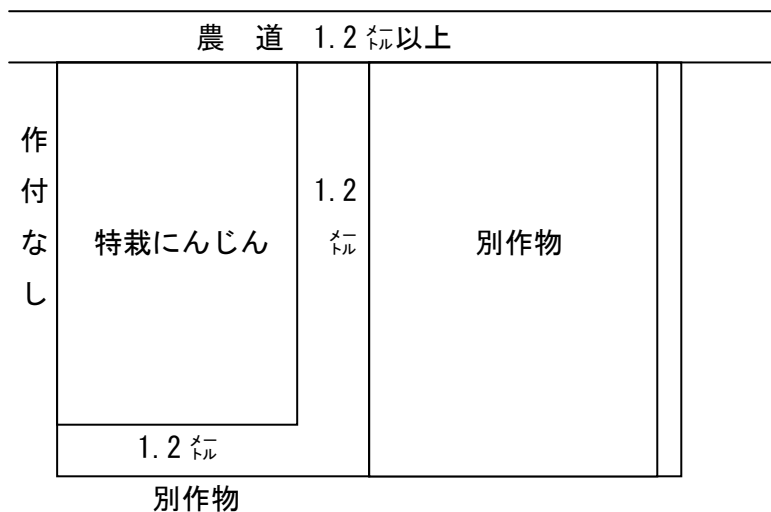 農 道 1.2メートル以上
作付なし
特栽にんじん
1.2メートル
別作物
1.2メートル
別作物